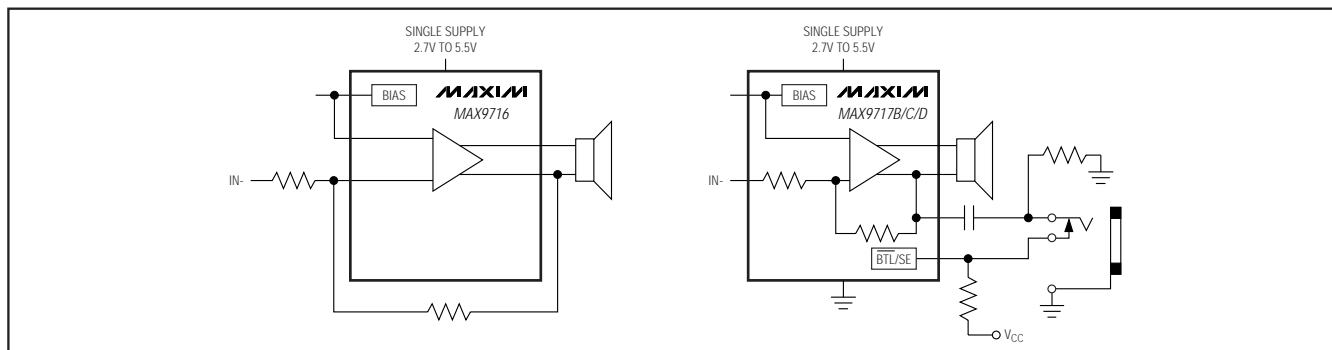 SINGLE SUPPLY
2.7V TO 5.5V
BIAS
MAXIM
MAX9716
IN-
SINGLE SUPPLY
2.7V TO 5.5V
BIAS
MAXIM
MAX9717B/C/D
IN-
BTL/SE
VCC